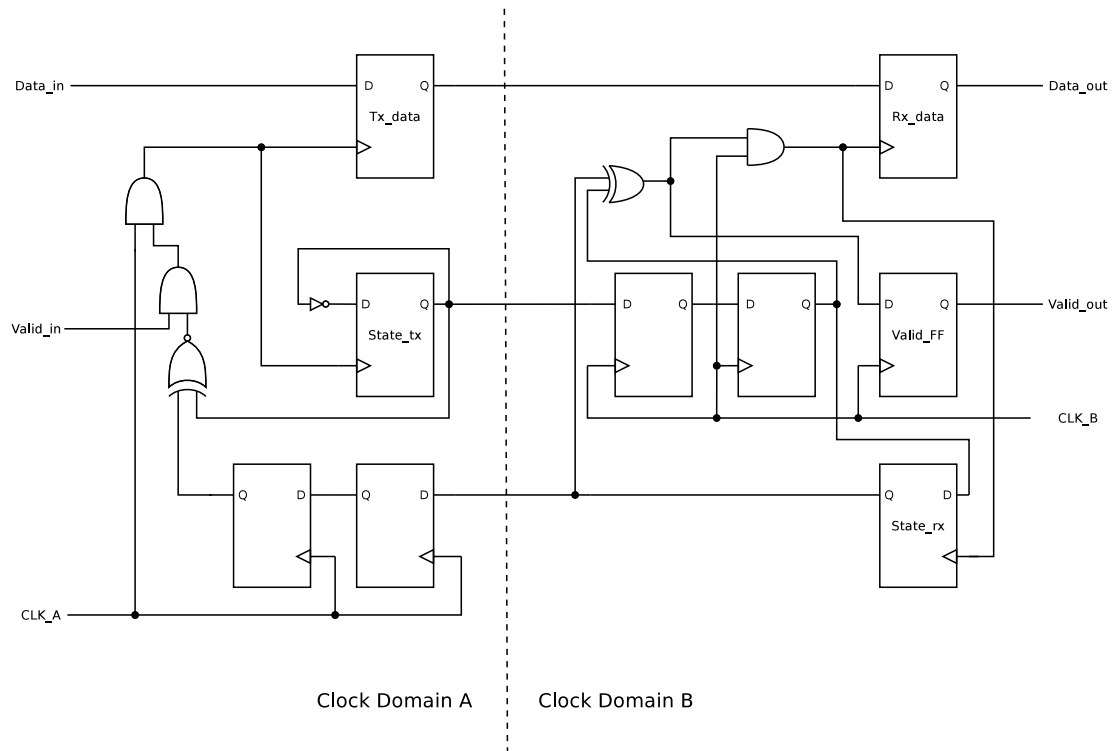 Data_in
D
Q
Tx_data
D
Q
Rx_data
Data_out
Valid_in
D
Q
State_tx
D
Q
D
Q
D
Q
Valid_FF
Valid_out
CLK_B
Q
D
Q
D
Q
D
State_rx
CLK_A
Clock Domain A
Clock Domain B